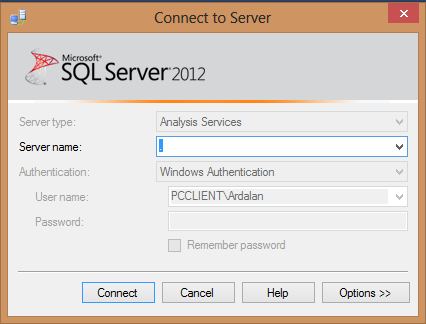 Connect to Server
Microsoft
SQL Server 2012
Server type: Analysis Services
Server name: .
Authentication: Windows Authentication
User name: PCCLIENT\Ardalan
Password:
Remember password
Connect Cancel Help Options >>